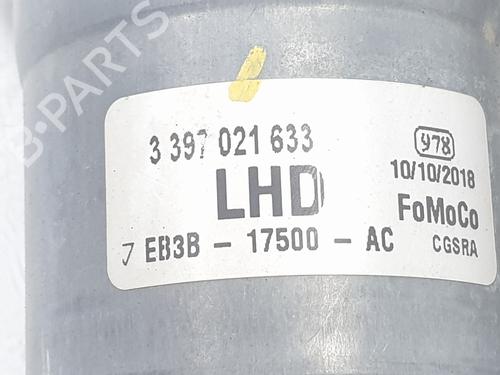 B-PARTS
3 397 021 633
978
10/10/2018
LHD
FoMoCo
EB3B - 17500 - AC
CGSRA